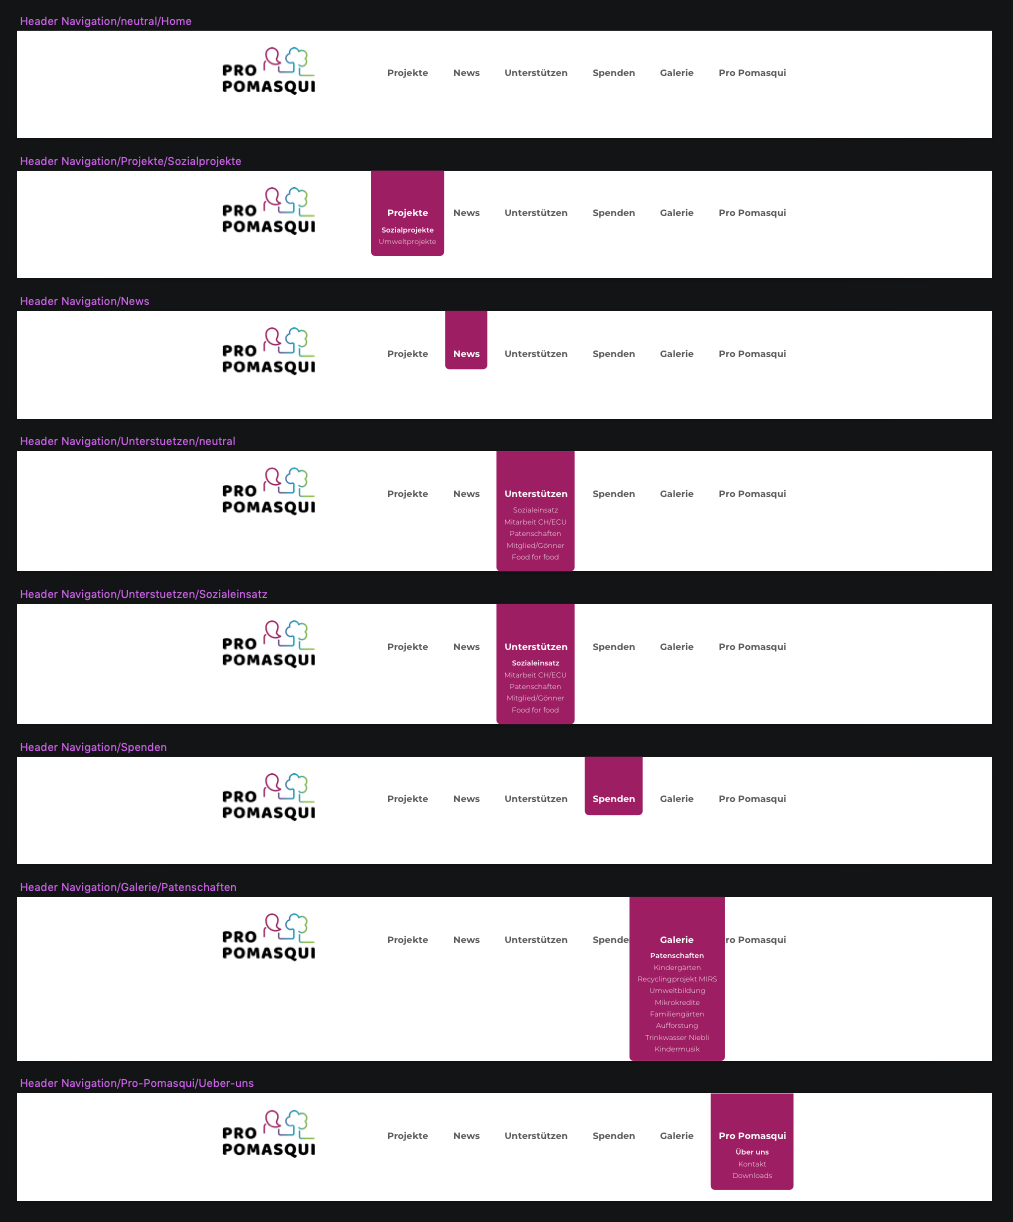 Header Navigation/neutral/Home
PRO POMASQUI
Projekte News Unterstützen Spenden Galerie Pro Pomasqui
Header Navigation/Projekte/Sozialprojekte
PRO POMASQUI
Projekte News Unterstützen Spenden Galerie Pro Pomasqui
Sozialprojekte
Umweltprojekte
Header Navigation/News
PRO POMASQUI
Projekte News Unterstützen Spenden Galerie Pro Pomasqui
Header Navigation/Unterstuetzen/neutral
PRO POMASQUI
Projekte News Unterstützen Spenden Galerie Pro Pomasqui
Sozialeinsatz
Mitarbeit CH/ECU
Patenschaften
Mitglied/Gönner
Food for food
Header Navigation/Unterstuetzen/Sozialeinsatz
PRO POMASQUI
Projekte News Unterstützen Spenden Galerie Pro Pomasqui
Sozialeinsatz
Mitarbeit CH/ECU
Patenschaften
Mitglied/Gönner
Food for food
Header Navigation/Spenden
PRO POMASQUI
Projekte News Unterstützen Spenden Galerie Pro Pomasqui
Header Navigation/Galerie/Patenschaften
PRO POMASQUI
Projekte News Unterstützen Spende Galerie ro Pomasqui
Patenschaften
Kindergärten
Recyclingprojekt MIRS
Umweltbildung
Mikrokredite
Familiengärten
Aufforstung
Trinkwasser Niebli
Kindermusik
Header Navigation/Pro-Pomasqui/Ueber-uns
PRO POMASQUI
Projekte News Unterstützen Spenden Galerie Pro Pomasqui
Über uns
Kontakt
Downloads